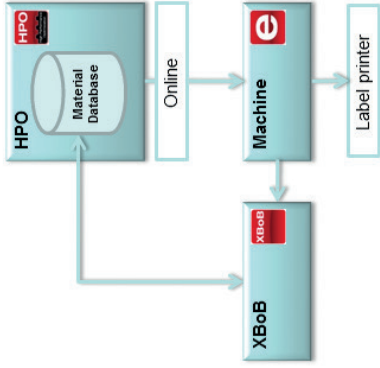 HPO
HPO
Material
Database
Online
Machine
e
Label printer
XBoB
XBoB